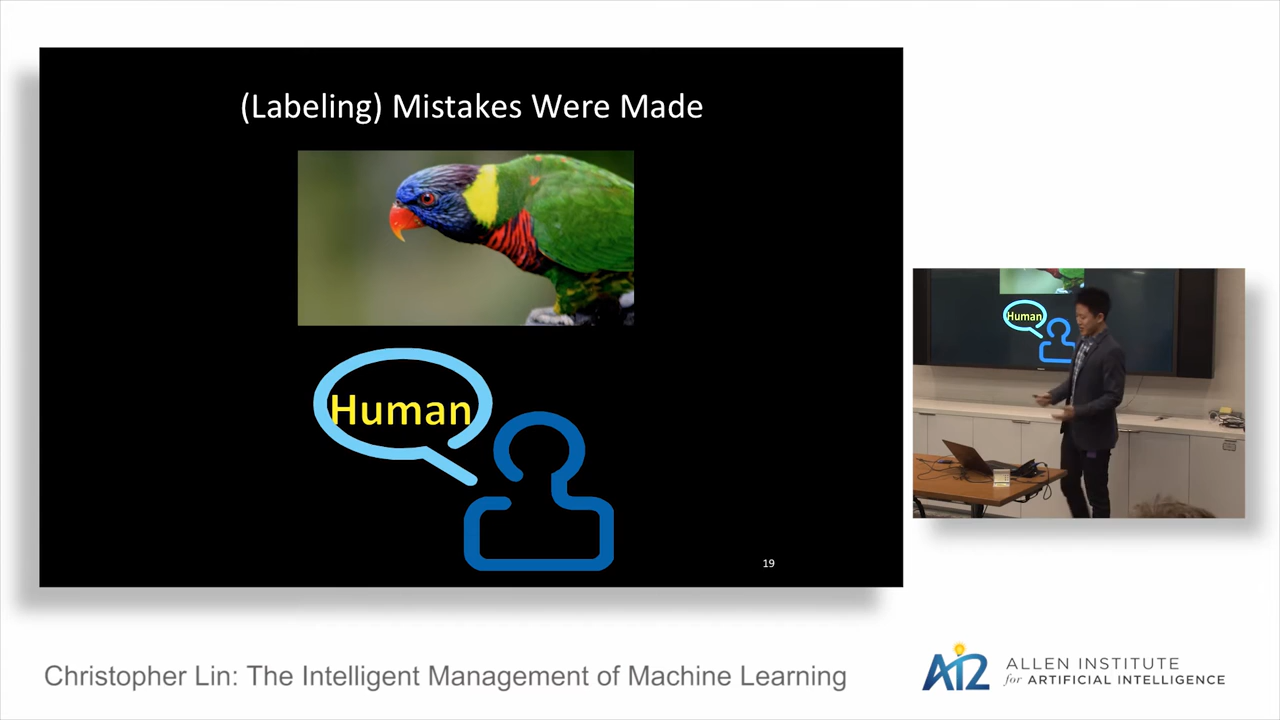 (Labeling) Mistakes Were Made
Human
19
Human
Christopher Lin: The Intelligent Management of Machine Learning
AI2
ALLEN INSTITUTE
for ARTIFICIAL INTELLIGENCE